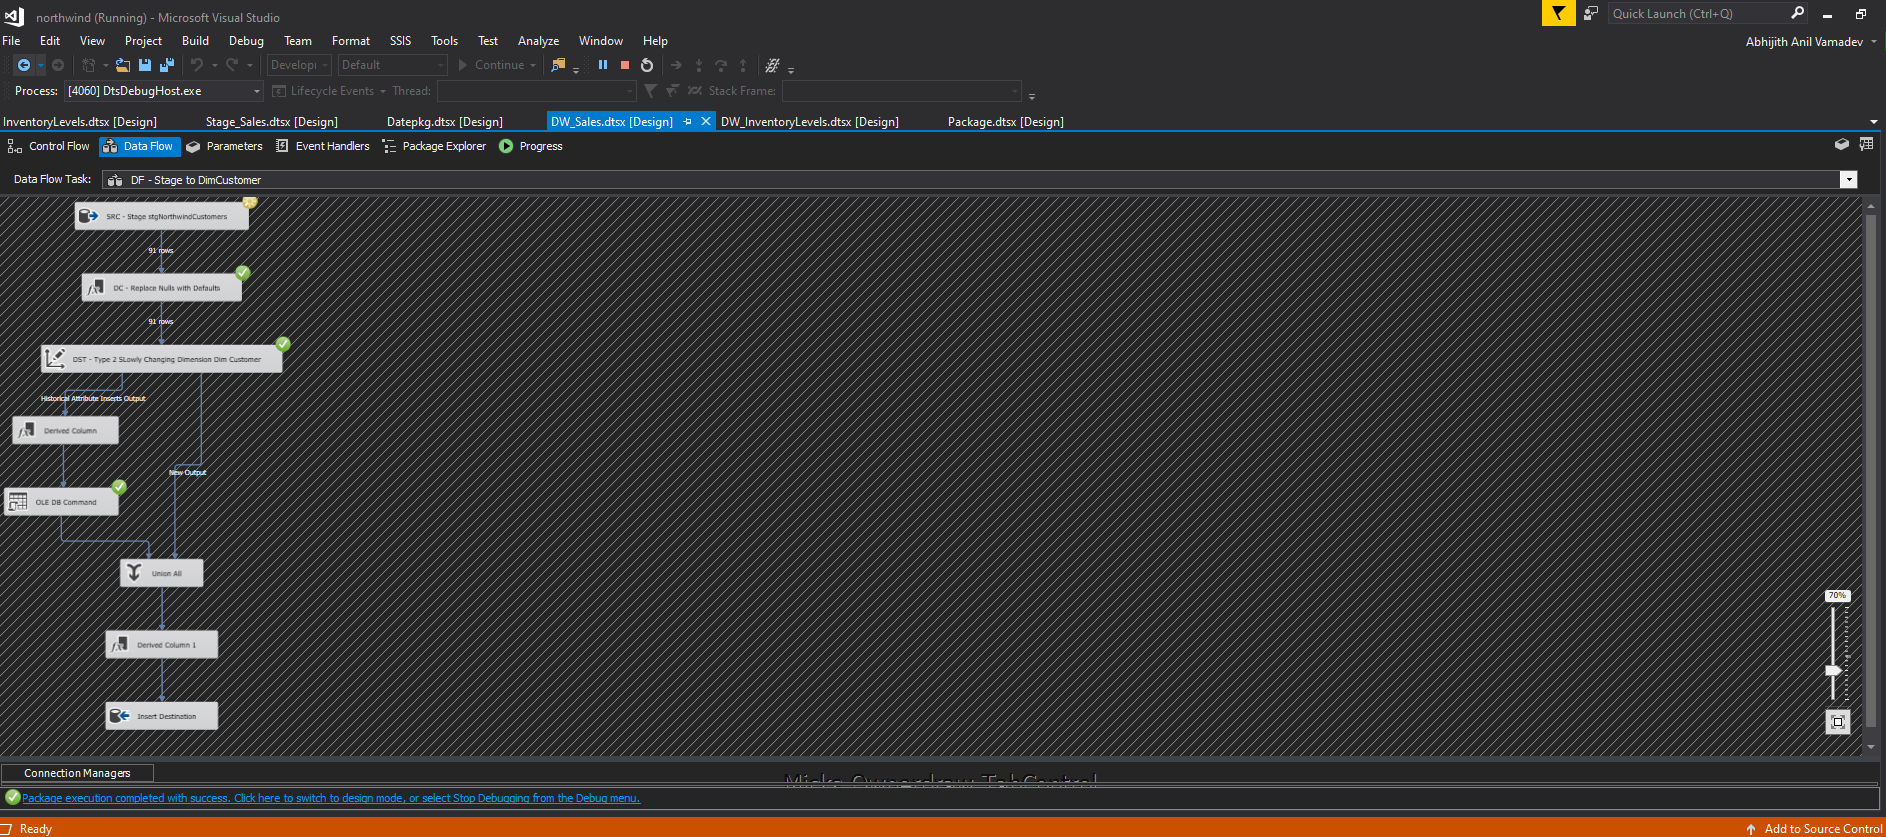 northwind (Running) - Microsoft Visual Studio
Quick Launch (Ctrl+Q)
File Edit View Project Build Debug Team Format SSIS Tools Test Analyze Window Help
Abhijith Anil Vamadev
Developi Default Continue
Process: [4060] DtsDebugHost.exe Lifecycle Events Thread: Stack Frame:
InventoryLevels.dtsx [Design] Stage_Sales.dtsx [Design] Datepkg.dtsx [Design] DW_Sales.dtsx [Design] DW_InventoryLevels.dtsx [Design] Package.dtsx [Design]
Control Flow Data Flow Parameters Event Handlers Package Explorer Progress
Data Flow Task: DF - Stage to DimCustomer
SRC - Stage stgNorthwindCustomers
91 rows
DC - Replace Nulls with Defaults
91 rows
DST - Type 2 SLowly Changing Dimension Dim Customer
Historical Attribute Inserts Output
Derived Column
New Output
OLE DB Command
Union All
70%
Derived Column 1
Insert Destination
Connection Managers
Package execution completed with success. Click here to switch to design mode, or select Stop Debugging from the Debug menu.
Ready
Add to Source Control